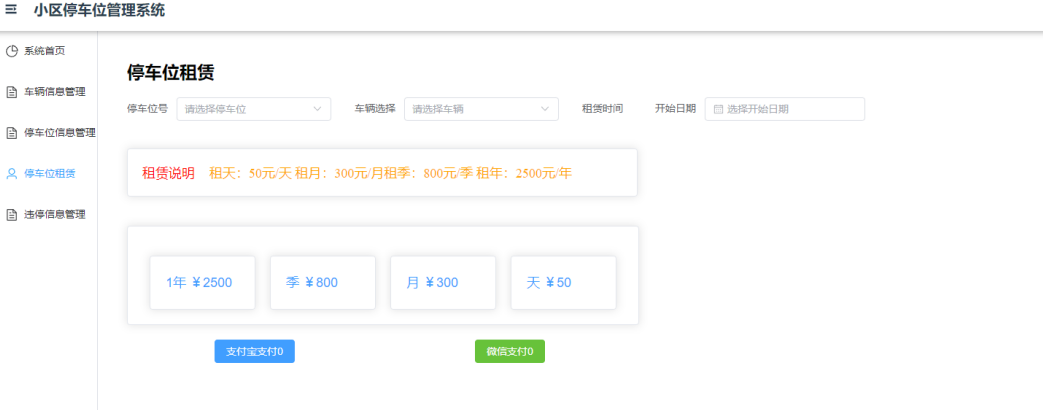 小区停车位管理系统
系统首页
车辆信息管理
停车位信息管理
停车位租赁
违停信息管理
停车位租赁
停车位号 请选择停车位 车辆选择 请选择车辆 租赁时间 开始日期 选择开始日期
租赁说明 租天：50元/天 租月：300元/月租季：800元/季 租年：2500元/年
1年 ￥2500 季 ￥800 月 ￥300 天 ￥50
支付宝支付0 微信支付0